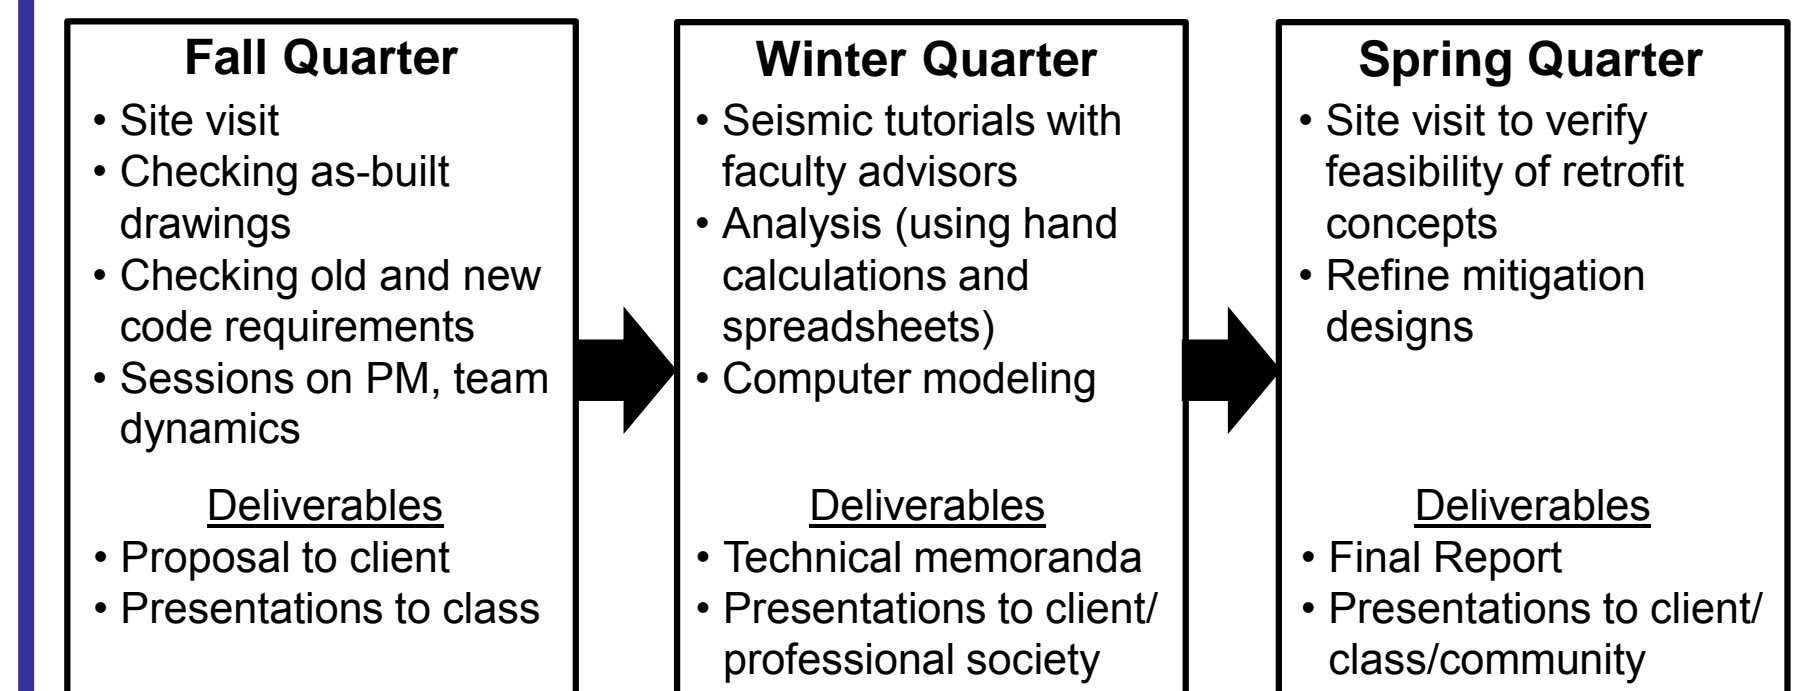 Fall Quarter
• Site visit
• Checking as-built
drawings
• Checking old and new
code requirements
• Sessions on PM, team
dynamics
Deliverables
• Proposal to client
• Presentations to class
Winter Quarter
• Seismic tutorials with
faculty advisors
• Analysis (using hand
calculations and
spreadsheets)
• Computer modeling
Deliverables
• Technical memoranda
• Presentations to client/
professional society
Spring Quarter
• Site visit to verify
feasibility of retrofit
concepts
• Refine mitigation
designs
Deliverables
• Final Report
• Presentations to client/
class/community